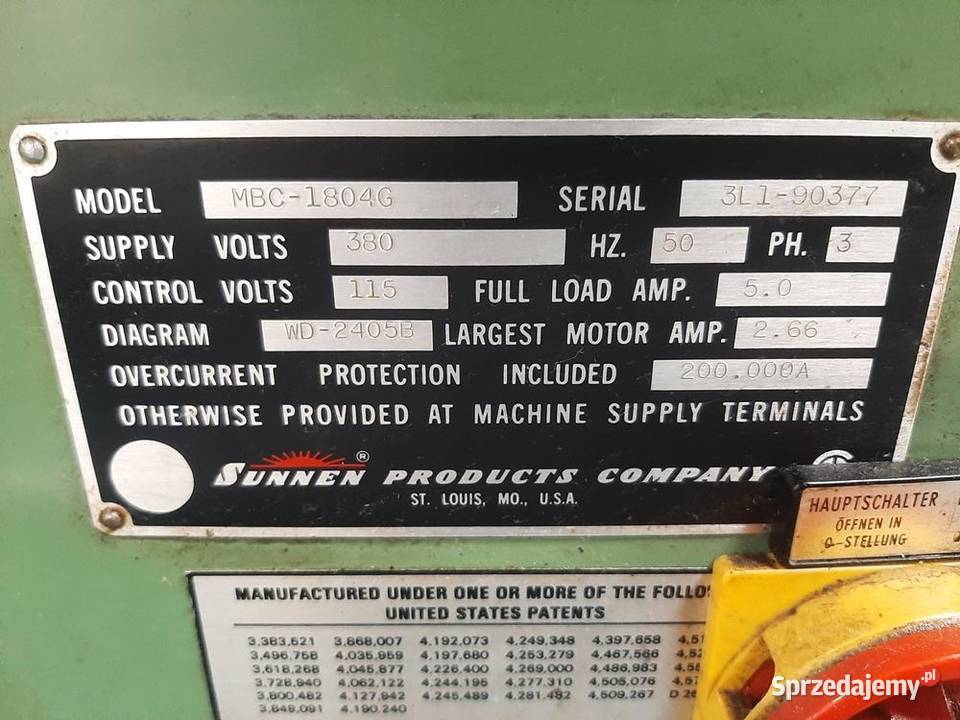 MODEL MBC-1804G SERIAL 3L1-90377
SUPPLY VOLTS 380 HZ. 50 PH. 3
CONTROL VOLTS 115 FULL LOAD AMP. 5.0
DIAGRAM WD-2405B LARGEST MOTOR AMP. 2.66
OVERCURRENT PROTECTION INCLUDED 200.000A
OTHERWISE PROVIDED AT MACHINE SUPPLY TERMINALS
SUNNEN® PRODUCTS COMPANY
ST. LOUIS, MO., U.S.A.
HAUPTSCHALTER
ÖFFNEN IN
O-STELLUNG
MANUFACTURED UNDER ONE OR MORE OF THE FOLLO
UNITED STATES PATENTS
3,383,521 3,868,007 4,192,073 4,249,348 4,397,658
3,496,758 4,035,959 4,197,680 4,253,279 4,467,566
3,618,268 4,045,877 4,226,400 4,269,000 4,486,983
3,728,940 4,062,122 4,244,195 4,277,310 4,505,076
3,800,482 4,127,942 4,245,489 4,281,482 4,509,267
3,849,091 4,190,240
Sprzedajemy.pl